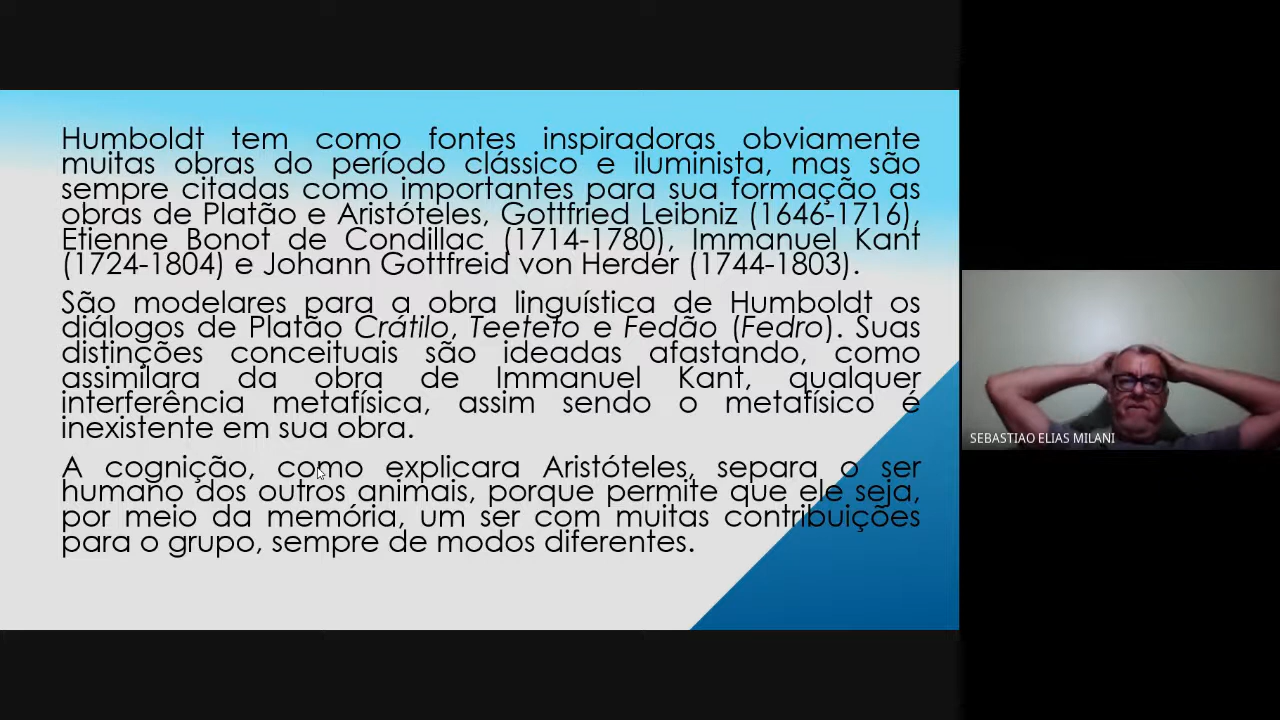 Humboldt tem como fontes inspiradoras obviamente
muitas obras do período clássico e iluminista, mas são
sempre citadas como importantes para sua formação as
obras de Platão e Aristóteles, Gottfried Leibniz (1646-1716),
Etienne Bonot de Condillac (1714-1780), Immanuel Kant
(1724-1804) e Johann Gottfreid von Herder (1744-1803).
São modelares para a obra linguística de Humboldt os
diálogos de Platão Crátilo, Teeteto e Fedão (Fedro). Suas
distinções conceituais são ideadas afastando, como
assimilara da obra de Immanuel Kant, qualquer
interferência metafísica, assim sendo o metafísico é
inexistente em sua obra.
A cognição, como explicara Aristóteles, separa o ser
humano dos outros animais, porque permite que ele seja,
por meio da memória, um ser com muitas contribuições
para o grupo, sempre de modos diferentes.
SEBASTIAO ELIAS MILANI